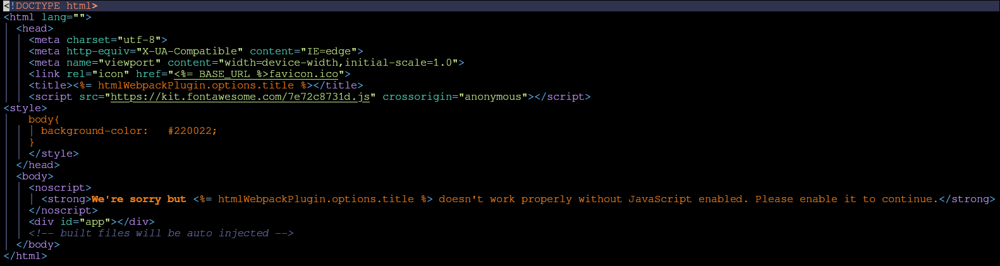 <!DOCTYPE html>
<html lang="">
<head>
<meta charset="utf-8">
<meta http-equiv="X-UA-Compatible" content="IE=edge">
<meta name="viewport" content="width=device-width,initial-scale=1.0">
<link rel="icon" href="<%= BASE_URL %>favicon.ico">
<title><%= htmlWebpackPlugin.options.title %></title>
<script src="https://kit.fontawesome.com/7e72c8731d.js" crossorigin="anonymous"></script>
<style>
body{
background-color:   #220022;
}
</style>
</head>
<body>
<noscript>
<strong>We're sorry but <%= htmlWebpackPlugin.options.title %> doesn't work properly without JavaScript enabled. Please enable it to continue.</strong>
</noscript>
<div id="app"></div>
<!-- built files will be auto injected -->
</body>
</html>